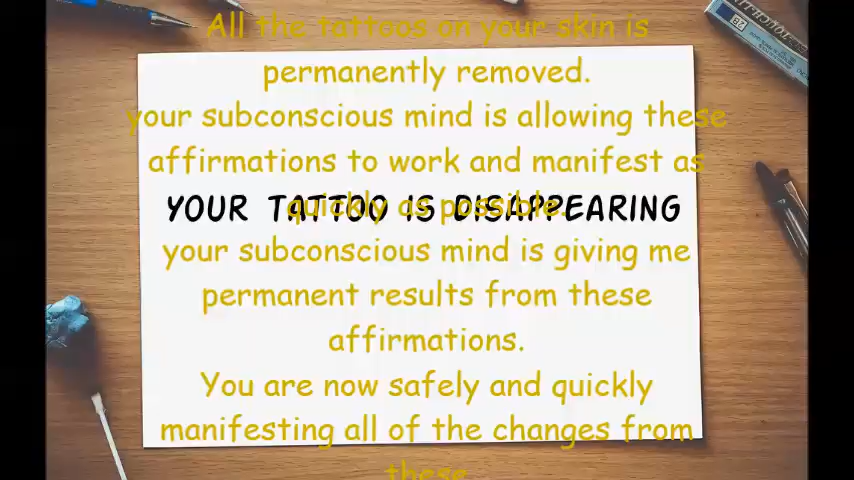 All the tattoos on your skin is
permanently removed.
your subconscious mind is allowing these
affirmations to work and manifest as
quickly as possible.
YOUR TATTOO IS DISAPPEARING
your subconscious mind is giving me
permanent results from these
affirmations.
You are now safely and quickly
manifesting all of the changes from
these